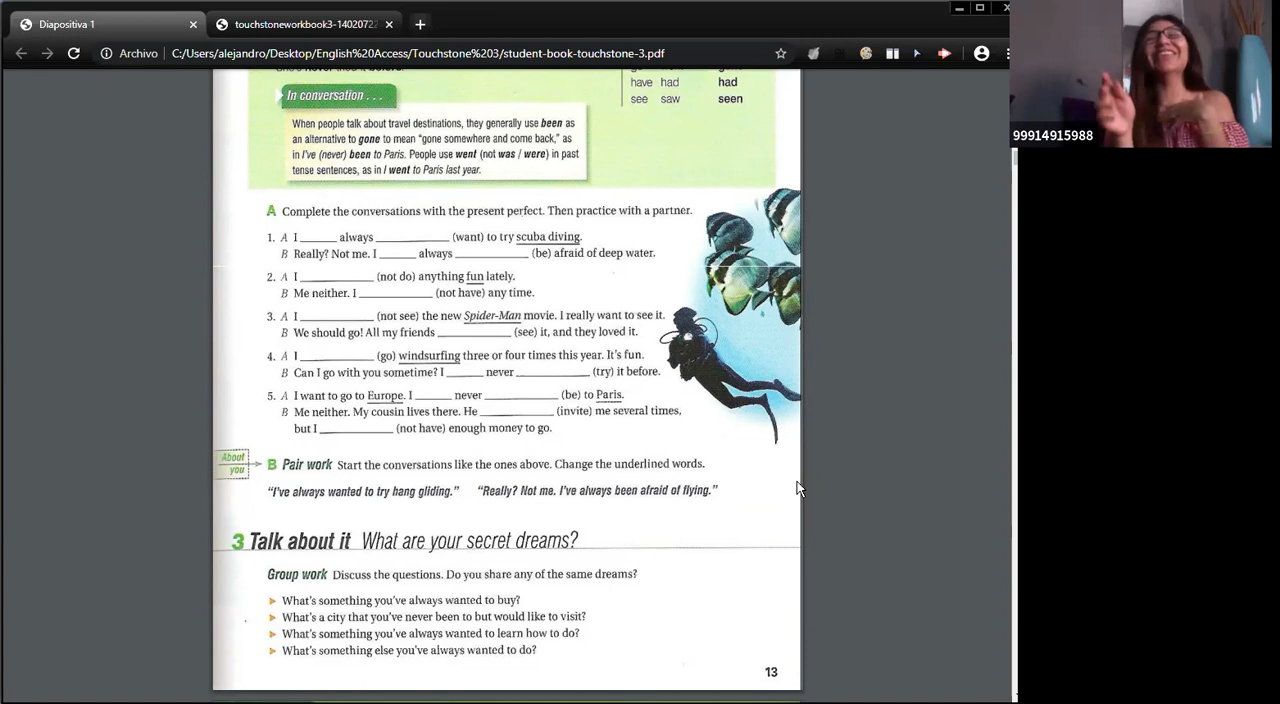 Diapositiva 1
touchstoneworkbook3-14020722
Archivo
C:/Users/alejandro/Desktop/English%20Access/Touchstone%203/student-book-touchstone-3.pdf
99914915988
have had had
see saw seen
In conversation . . .
When people talk about travel destinations, they generally use been as
an alternative to gone to mean “gone somewhere and come back,” as
in I've (never) been to Paris. People use went (not was / were) in past
tense sentences, as in I went to Paris last year.
A Complete the conversations with the present perfect. Then practice with a partner.
1. A I ______ always ____________ (want) to try scuba diving.
B Really? Not me. I ______ always ____________ (be) afraid of deep water.
2. A I ____________ (not do) anything fun lately.
B Me neither. I ____________ (not have) any time.
3. A I ____________ (not see) the new Spider-Man movie. I really want to see it.
B We should go! All my friends ____________ (see) it, and they loved it.
4. A I ____________ (go) windsurfing three or four times this year. It's fun.
B Can I go with you sometime? I ______ never ____________ (try) it before.
5. A I want to go to Europe. I ______ never ____________ (be) to Paris.
B Me neither. My cousin lives there. He ____________ (invite) me several times,
but I ____________ (not have) enough money to go.
About
you
B Pair work Start the conversations like the ones above. Change the underlined words.
“I've always wanted to try hang gliding.” “Really? Not me. I've always been afraid of flying.”
3 Talk about it What are your secret dreams?
Group work Discuss the questions. Do you share any of the same dreams?
What's something you've always wanted to buy?
What's a city that you've never been to but would like to visit?
What's something you've always wanted to learn how to do?
What's something else you've always wanted to do?
13